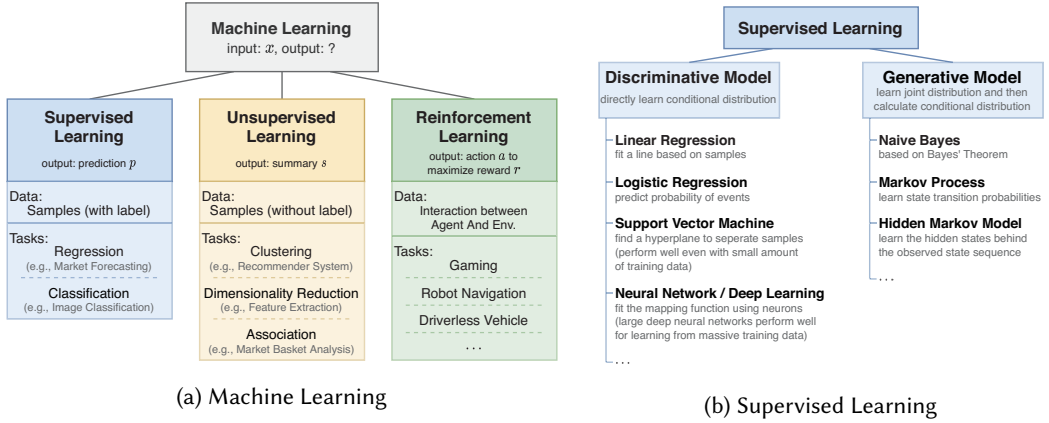 Machine Learning
input: x, output: ?
Supervised
Learning
output: prediction p
Data:
Samples (with label)
Tasks:
Regression
(e.g., Market Forecasting)
Classification
(e.g., Image Classification)
Unsupervised
Learning
output: summary s
Data:
Samples (without label)
Tasks:
Clustering
(e.g., Recommender System)
Dimensionality Reduction
(e.g., Feature Extraction)
Association
(e.g., Market Basket Analysis)
Reinforcement
Learning
output: action a to
maximize reward r
Data:
Interaction between
Agent And Env.
Tasks:
Gaming
Robot Navigation
Driverless Vehicle
...
(a) Machine Learning
Supervised Learning
Discriminative Model
directly learn conditional distribution
Linear Regression
fit a line based on samples
Logistic Regression
predict probability of events
Support Vector Machine
find a hyperplane to seperate samples
(perform well even with small amount
of training data)
Neural Network / Deep Learning
fit the mapping function using neurons
(large deep neural networks perform well
for learning from massive training data)
...
Generative Model
learn joint distribution and then
calculate conditional distribution
Naive Bayes
based on Bayes' Theorem
Markov Process
learn state transition probabilities
Hidden Markov Model
learn the hidden states behind
the observed state sequence
...
(b) Supervised Learning